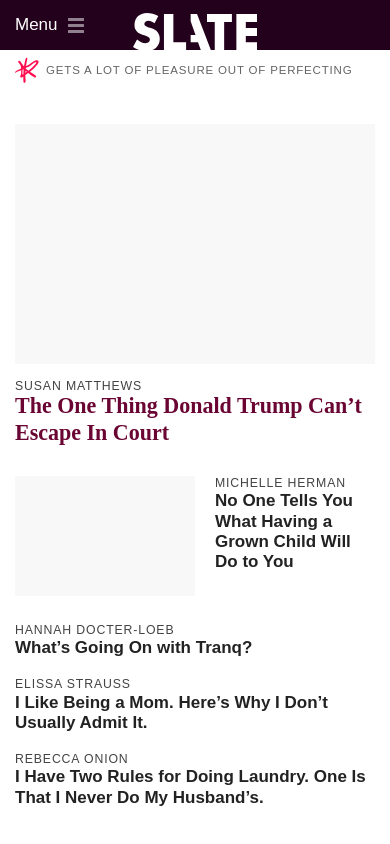 Menu
SLATE
GETS A LOT OF PLEASURE OUT OF PERFECTING
SUSAN MATTHEWS
The One Thing Donald Trump Can’t
Escape In Court
MICHELLE HERMAN
No One Tells You
What Having a
Grown Child Will
Do to You
HANNAH DOCTER-LOEB
What’s Going On with Tranq?
ELISSA STRAUSS
I Like Being a Mom. Here’s Why I Don’t
Usually Admit It.
REBECCA ONION
I Have Two Rules for Doing Laundry. One Is
That I Never Do My Husband’s.